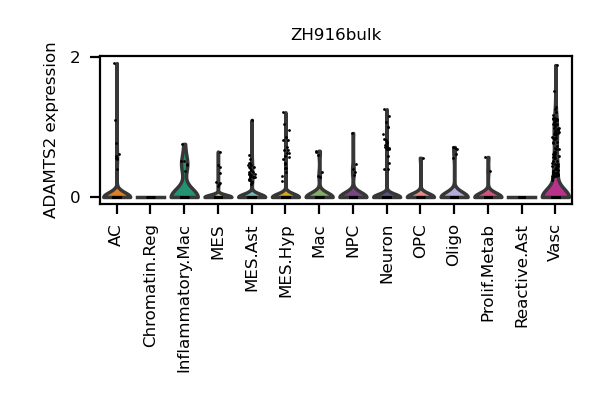 ZH916bulk
ADAMTS2 expression
2
0
AC
Chromatin.Reg
Inflammatory.Mac
MES
MES.Ast
MES.Hyp
Mac
NPC
Neuron
OPC
Oligo
Prolif.Metab
Reactive.Ast
Vasc